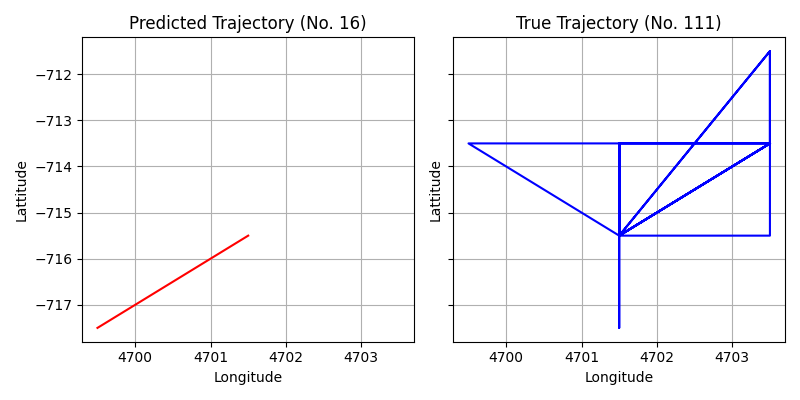 Predicted Trajectory (No. 16)
True Trajectory (No. 111)
−712
−713
−714
−715
−716
−717
Lattitude
Lattitude
4700 4701 4702 4703
4700 4701 4702 4703
Longitude
Longitude